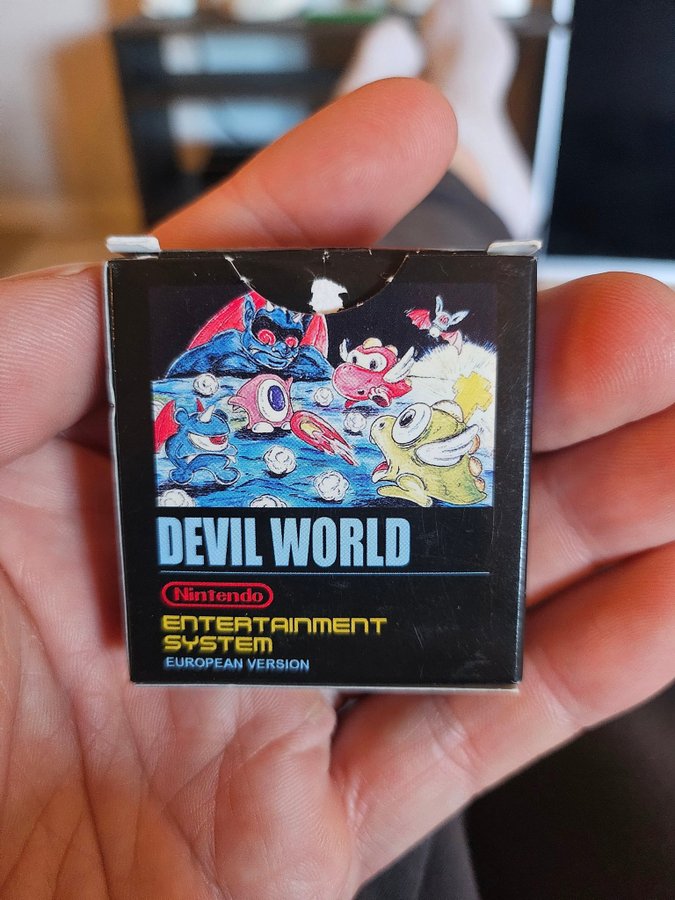 DEVIL WORLD
Nintendo
ENTERTAINMENT
SYSTEM
EUROPEAN VERSION